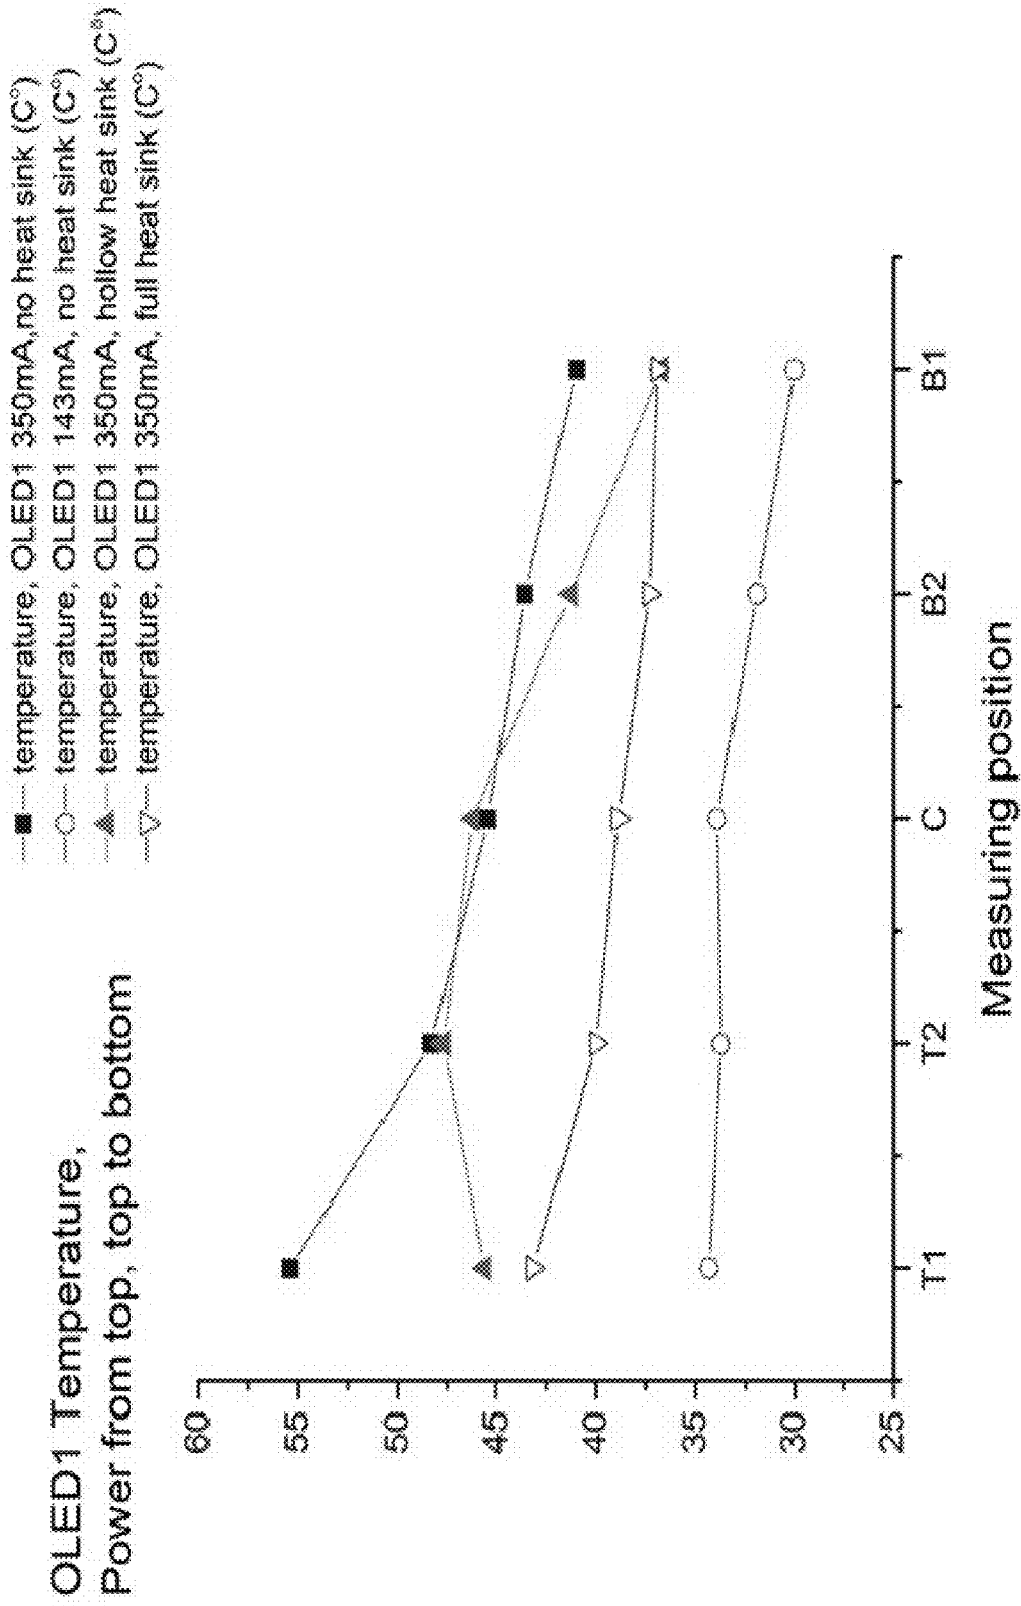 OLED1 Temperature,
Power from top, top to bottom
temperature, OLED1 350mA,no heat sink (C°)
temperature, OLED1 143mA, no heat sink (C°)
temperature, OLED1 350mA, hollow heat sink (C°)
temperature, OLED1 350mA, full heat sink (C°)
60
55
50
45
40
35
30
25
T1 T2 C B2 B1
Measuring position